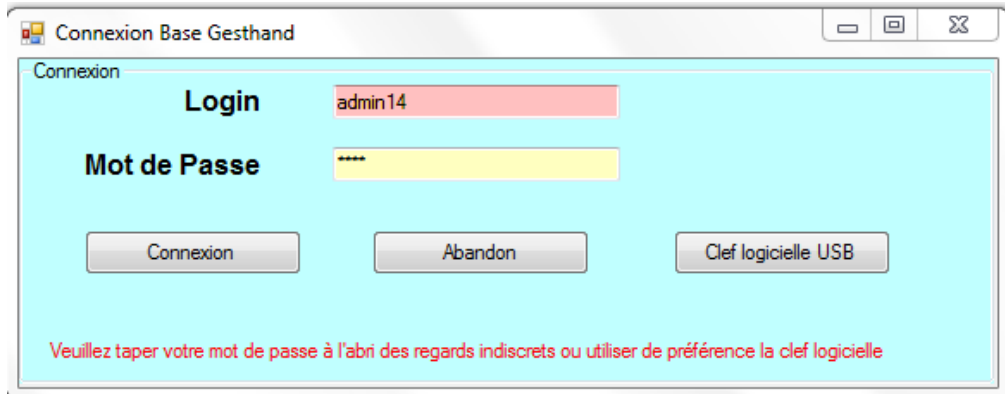 Connexion Base Gesthand
Connexion
Login
admin14
Mot de Passe
****
Connexion
Abandon
Clef logicielle USB
Veuillez taper votre mot de passe à l'abri des regards indiscrets ou utiliser de préférence la clef logicielle